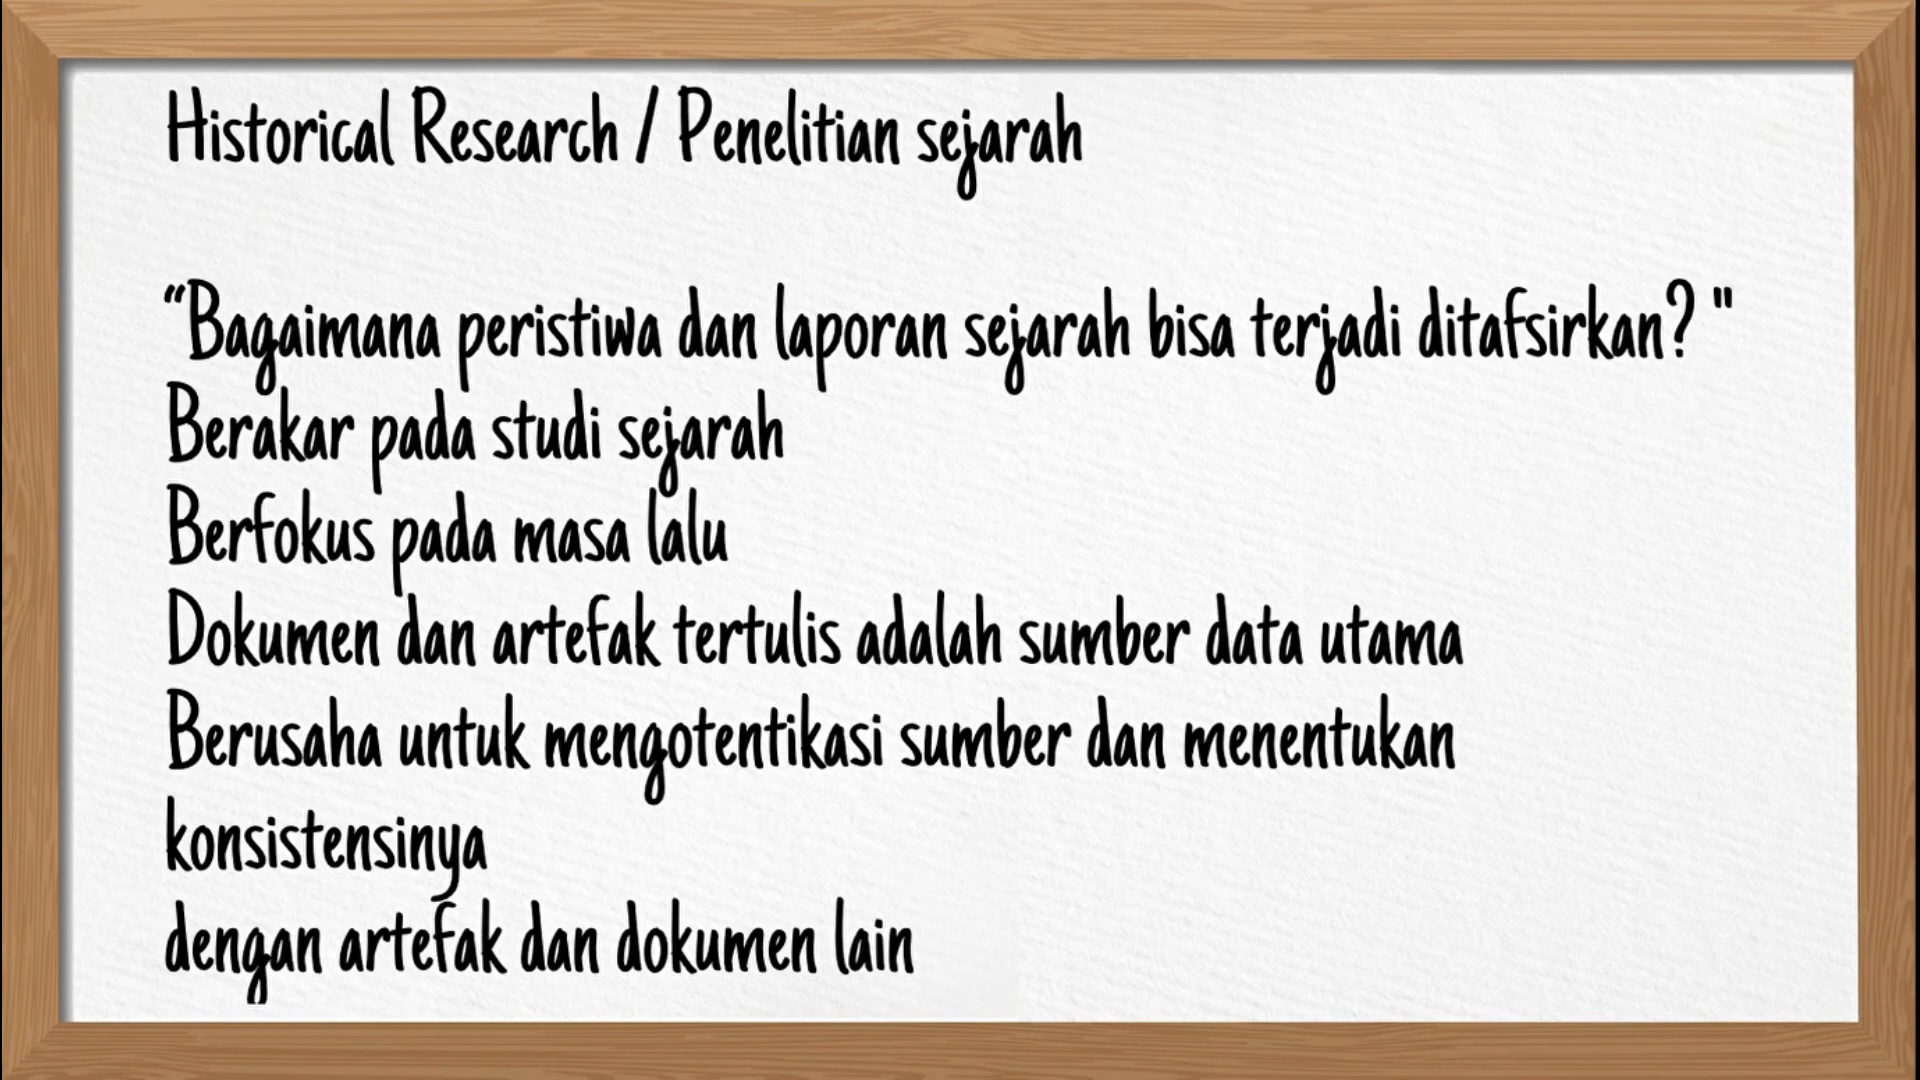 Historical Research / Penelitian sejarah
“Bagaimana peristiwa dan laporan sejarah bisa terjadi ditafsirkan? "
Berakar pada studi sejarah
Berfokus pada masa lalu
Dokumen dan artefak tertulis adalah sumber data utama
Berusaha untuk mengotentikasi sumber dan menentukan
konsistensinya
dengan artefak dan dokumen lain